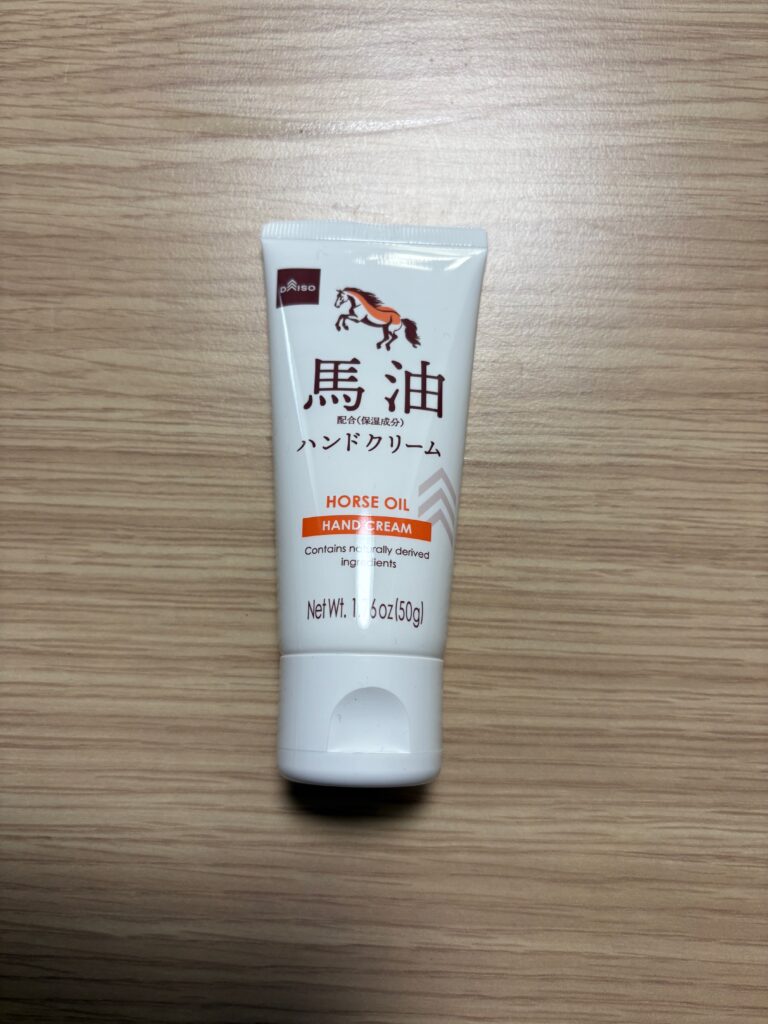 DAISO
馬油
配合(保湿成分)
ハンドクリーム
HORSE OIL
HAND CREAM
Contains naturally derived
ingredients
Net Wt. 1.76 oz (50g)